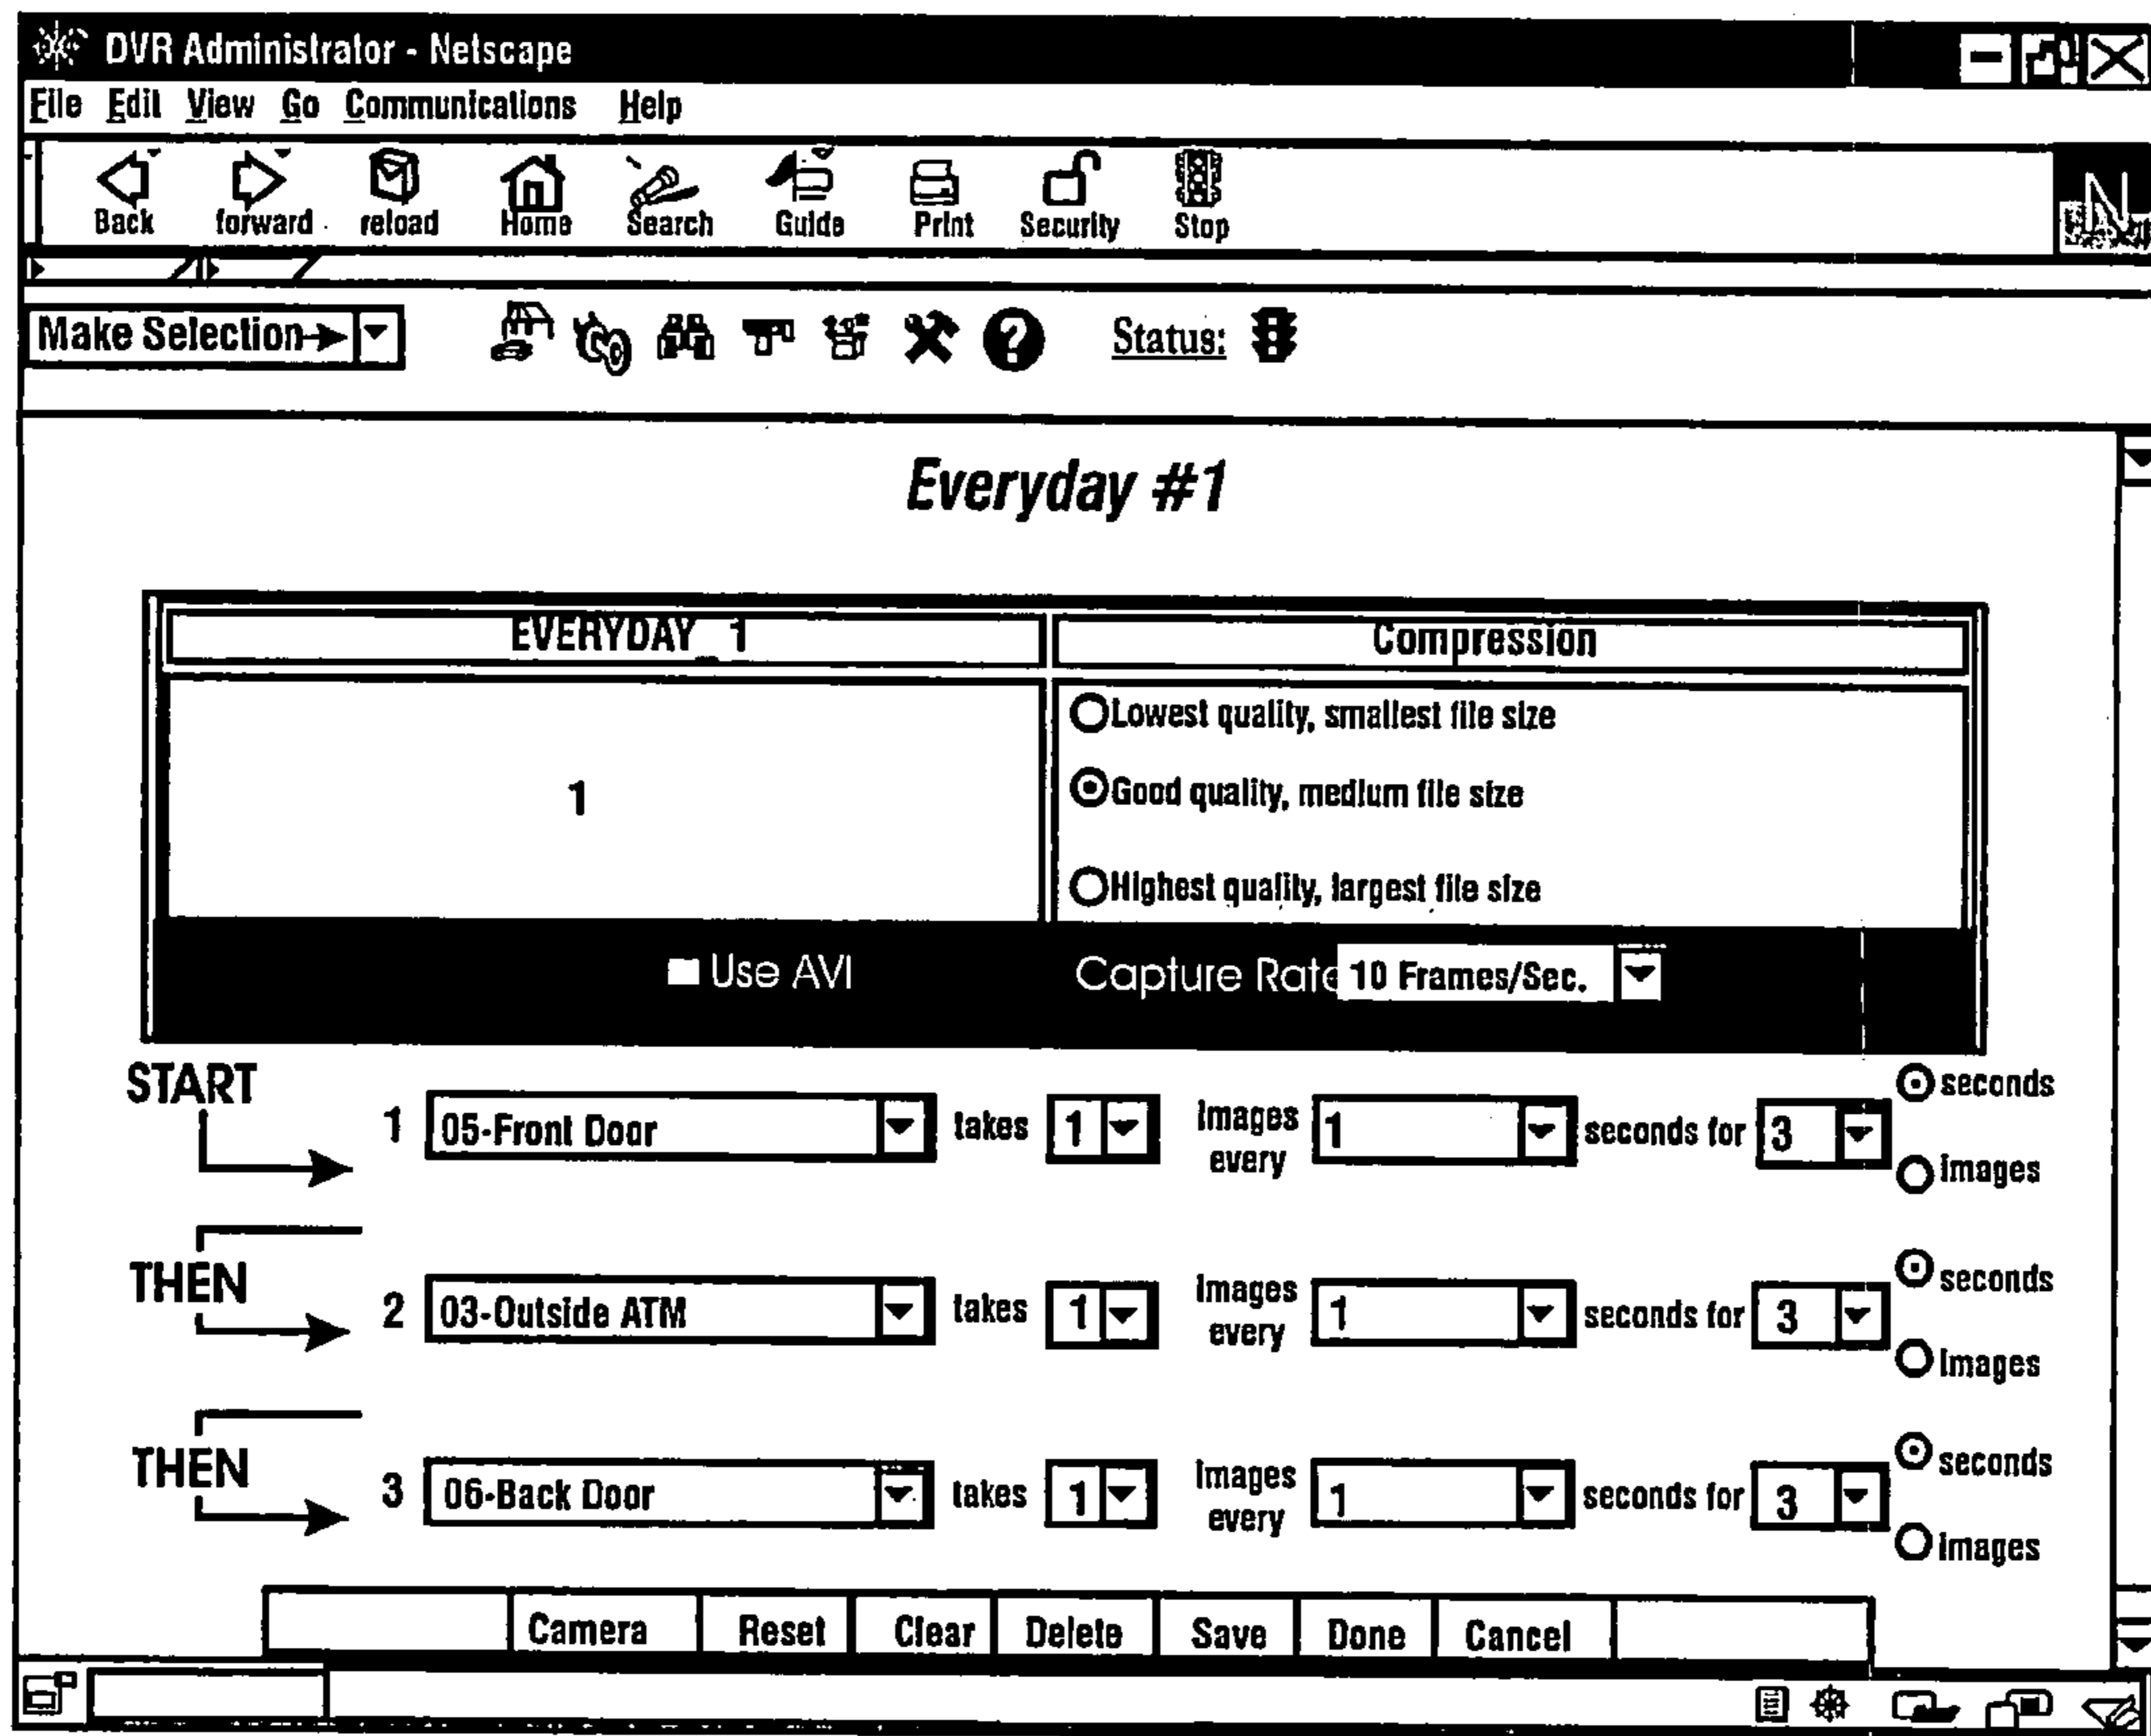 DVR Administrator - Netscape
File Edit View Go Communications Help
Back forward reload Home Search Guide Print Security Stop
N
Make Selection Status:
Everyday #1
EVERYDAY_1 Compression
Lowest quality, smallest file size
1 Good quality, medium file size
Highest quality, largest file size
Use AVI Capture Rate 10 Frames/Sec.
START 1 05-Front Door takes 1 Images every 1 seconds for 3 seconds images
THEN 2 03-Outside ATM takes 1 Images every 1 seconds for 3 seconds Images
THEN 3 06-Back Door takes 1 Images every 1 seconds for 3 seconds Images
Camera Reset Clear Delete Save Done Cancel